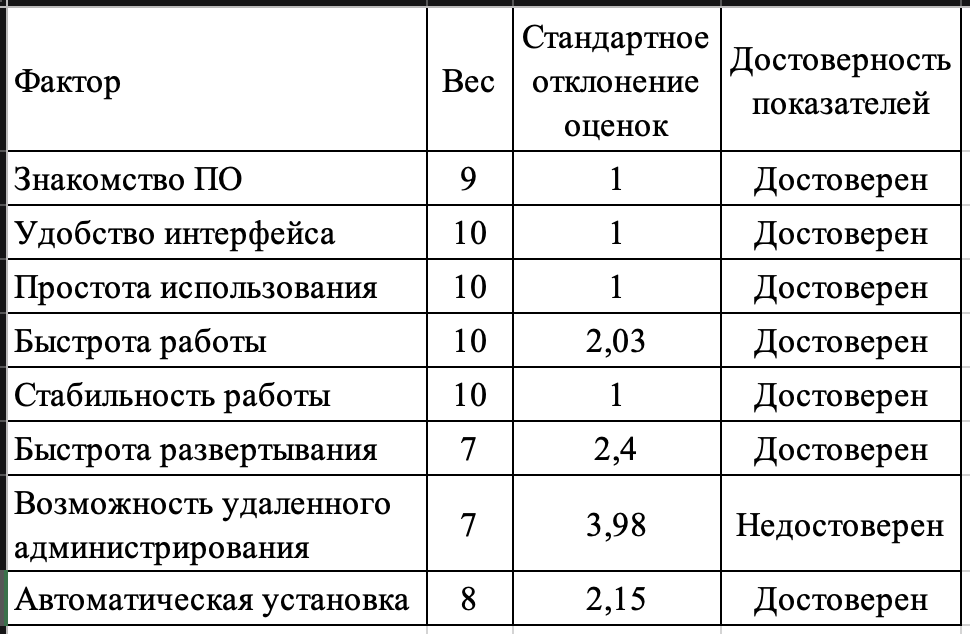 Фактор Вес Стандартное отклонение оценок Достоверность показателей
Знакомство ПО 9 1 Достоверен
Удобство интерфейса 10 1 Достоверен
Простота использования 10 1 Достоверен
Быстрота работы 10 2,03 Достоверен
Стабильность работы 10 1 Достоверен
Быстрота развертывания 7 2,4 Достоверен
Возможность удаленного
администрирования 7 3,98 Недостоверен
Автоматическая установка 8 2,15 Достоверен